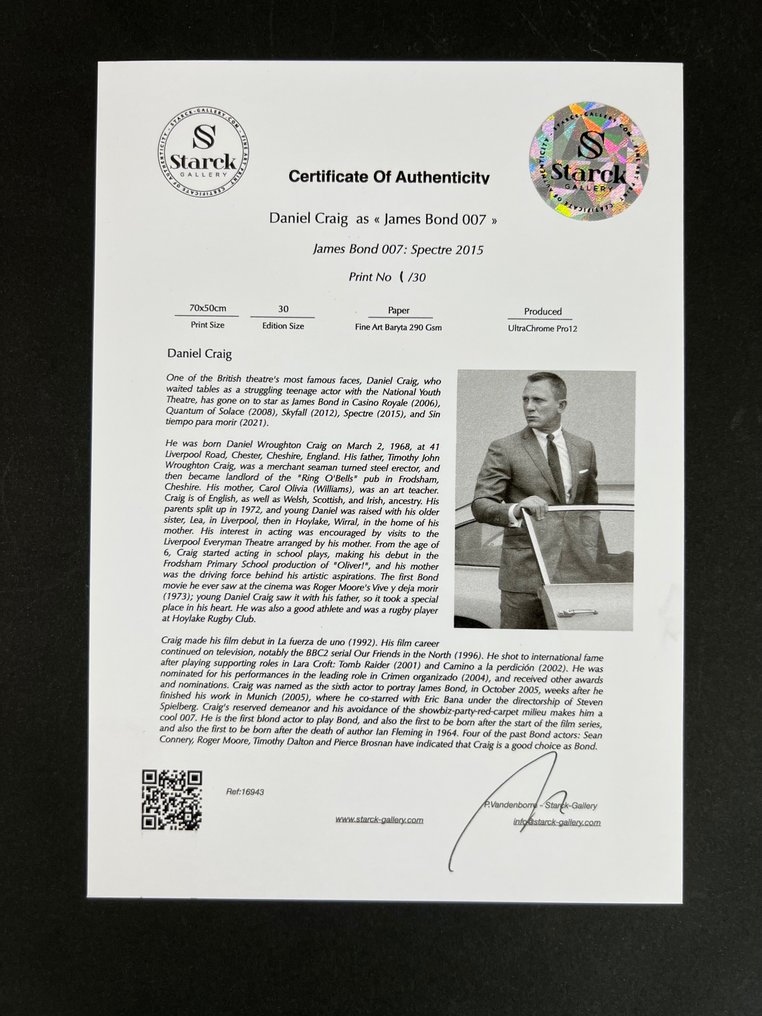 STARCK-GALLERY.COM - FINE ART PRINT - CERTIFICATE OF AUTHENTICITY
S
Starck
GALLERY
STARCK-GALLERY.COM - FINE ART PRINT - CERTIFICATE OF AUTHENTICITY
S
Starck
GALLERY
Certificate Of Authenticity
Daniel Craig as « James Bond 007 »
James Bond 007: Spectre 2015
Print No 1 /30
70x50cm 30 Paper Produced
Print Size Edition Size Fine Art Baryta 290 Gsm UltraChrome Pro12
Daniel Craig
One of the British theatre's most famous faces, Daniel Craig, who
waited tables as a struggling teenage actor with the National Youth
Theatre, has gone on to star as James Bond in Casino Royale (2006),
Quantum of Solace (2008), Skyfall (2012), Spectre (2015), and Sin
tiempo para morir (2021).
He was born Daniel Wroughton Craig on March 2, 1968, at 41
Liverpool Road, Chester, Cheshire, England. His father, Timothy John
Wroughton Craig, was a merchant seaman turned steel erector, and
then became landlord of the "Ring O'Bells" pub in Frodsham,
Cheshire. His mother, Carol Olivia (Williams), was an art teacher.
Craig is of English, as well as Welsh, Scottish, and Irish, ancestry. His
parents split up in 1972, and young Daniel was raised with his older
sister, Lea, in Liverpool, then in Hoylake, Wirral, in the home of his
mother. His interest in acting was encouraged by visits to the
Liverpool Everyman Theatre arranged by his mother. From the age of
6, Craig started acting in school plays, making his debut in the
Frodsham Primary School production of "Oliver!", and his mother
was the driving force behind his artistic aspirations. The first Bond
movie he ever saw at the cinema was Roger Moore's Vive y deja morir
(1973); young Daniel Craig saw it with his father, so it took a special
place in his heart. He was also a good athlete and was a rugby player
at Hoylake Rugby Club.
Craig made his film debut in La fuerza de uno (1992). His film career
continued on television, notably the BBC2 serial Our Friends in the North (1996). He shot to international fame
after playing supporting roles in Lara Croft: Tomb Raider (2001) and Camino a la perdición (2002). He was
nominated for his performances in the leading role in Crimen organizado (2004), and received other awards
and nominations. Craig was named as the sixth actor to portray James Bond, in October 2005, weeks after he
finished his work in Munich (2005), where he co-starred with Eric Bana under the directorship of Steven
Spielberg. Craig's reserved demeanor and his avoidance of the showbiz-party-red-carpet milieu makes him a
cool 007. He is the first blond actor to play Bond, and also the first to be born after the start of the film series,
and also the first to be born after the death of author Ian Fleming in 1964. Four of the past Bond actors: Sean
Connery, Roger Moore, Timothy Dalton and Pierce Brosnan have indicated that Craig is a good choice as Bond.
Ref:16943
P.Vandenborre - Starck-Gallery
www.starck-gallery.com info@starck-gallery.com